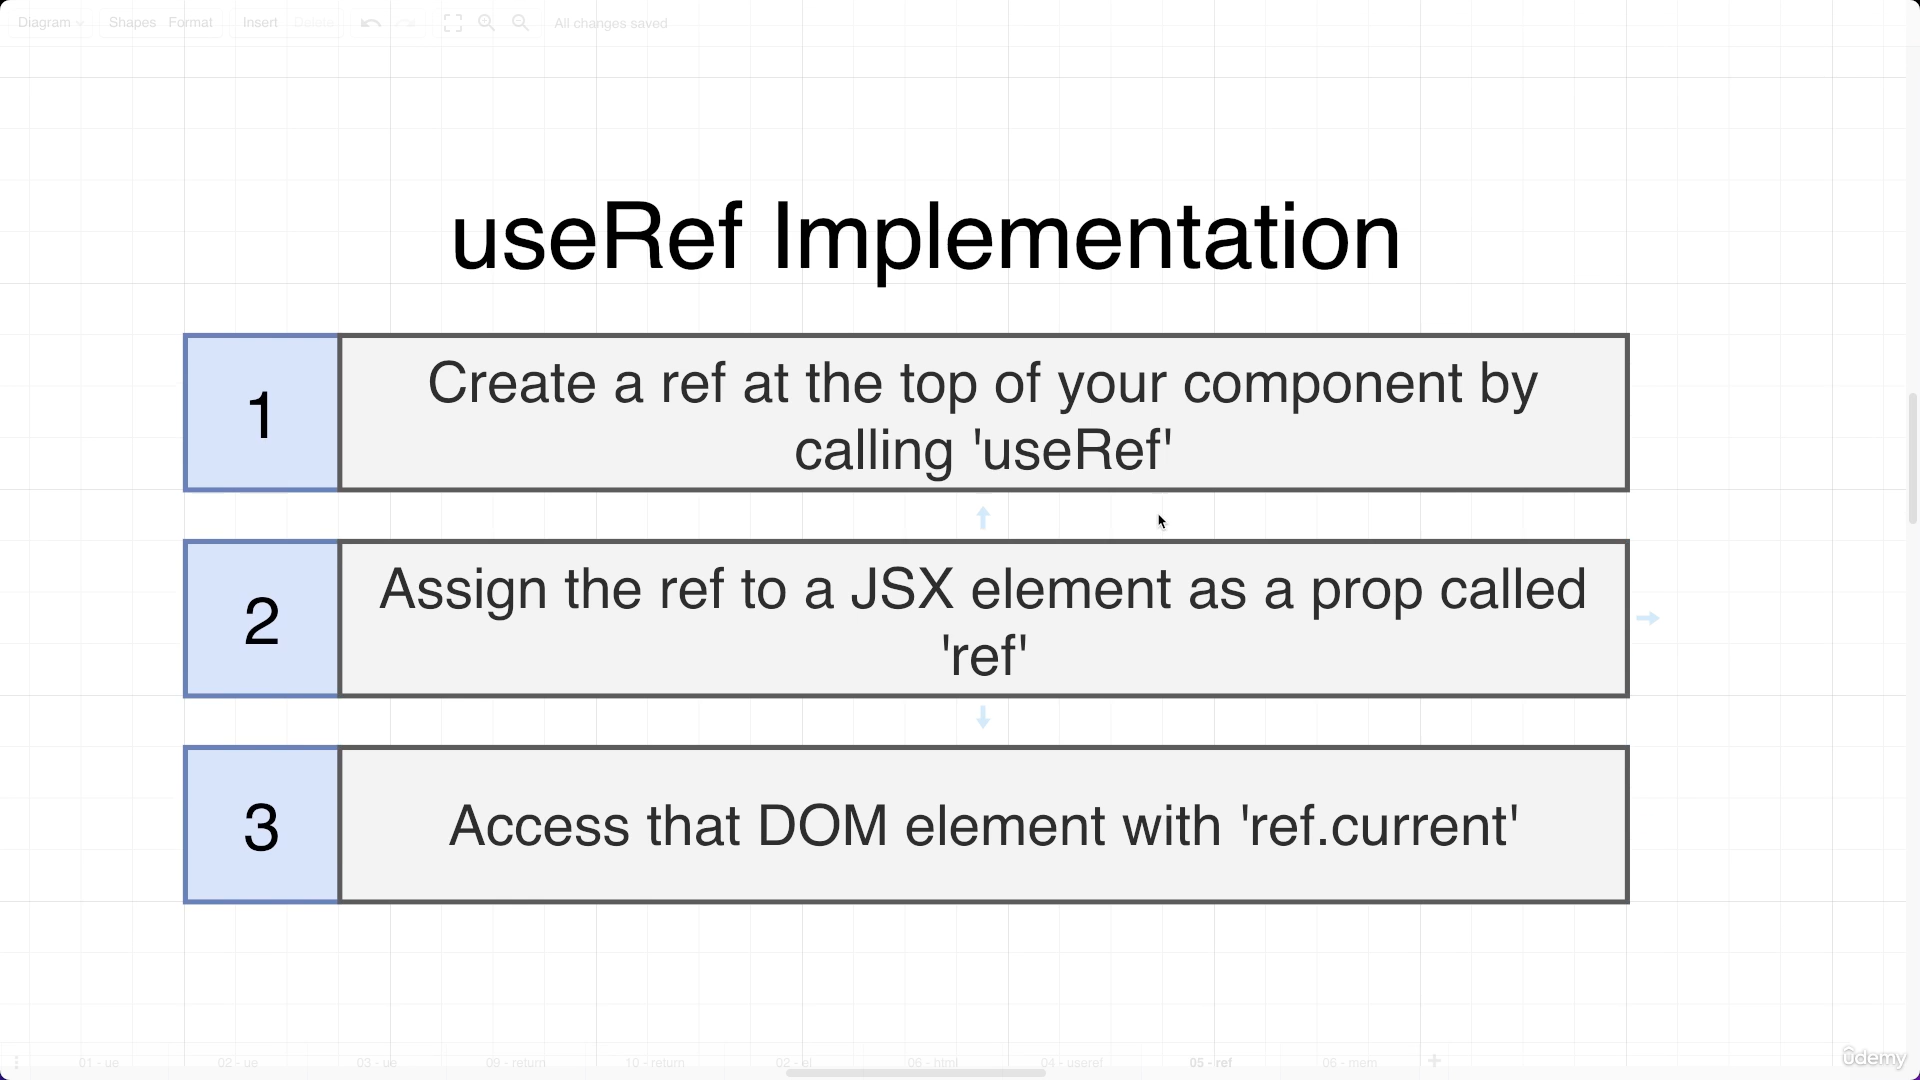 Diagram Shapes Format Insert Delete All changes saved
useRef Implementation
1
Create a ref at the top of your component by
calling 'useRef'
2
Assign the ref to a JSX element as a prop called
'ref'
3
Access that DOM element with 'ref.current'
01 - ue 02 - ue 03 - ue 09 - return 10 - return 02 - el 06 - html 04 - useref 05 - ref 06 - mem
ûdemy